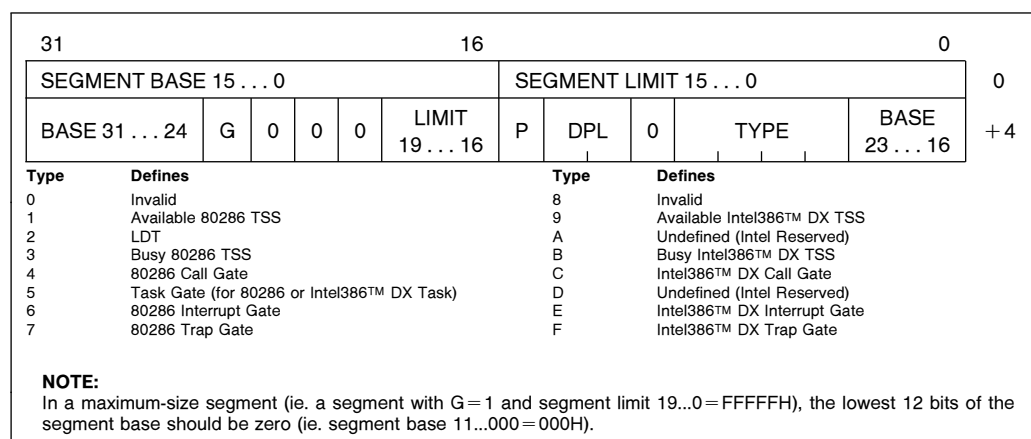 31 16 0
SEGMENT BASE 15 . . . 0 SEGMENT LIMIT 15 . . . 0 0
BASE 31 . . . 24 G 0 0 0 LIMIT 19 . . . 16 P DPL 0 TYPE BASE 23 . . . 16 +4
Type Defines Type Defines
0 Invalid 8 Invalid
1 Available 80286 TSS 9 Available Intel386™ DX TSS
2 LDT A Undefined (Intel Reserved)
3 Busy 80286 TSS B Busy Intel386™ DX TSS
4 80286 Call Gate C Intel386™ DX Call Gate
5 Task Gate (for 80286 or Intel386™ DX Task) D Undefined (Intel Reserved)
6 80286 Interrupt Gate E Intel386™ DX Interrupt Gate
7 80286 Trap Gate F Intel386™ DX Trap Gate
NOTE:
In a maximum-size segment (ie. a segment with G=1 and segment limit 19...0=FFFFFH), the lowest 12 bits of the
segment base should be zero (ie. segment base 11...000=000H).